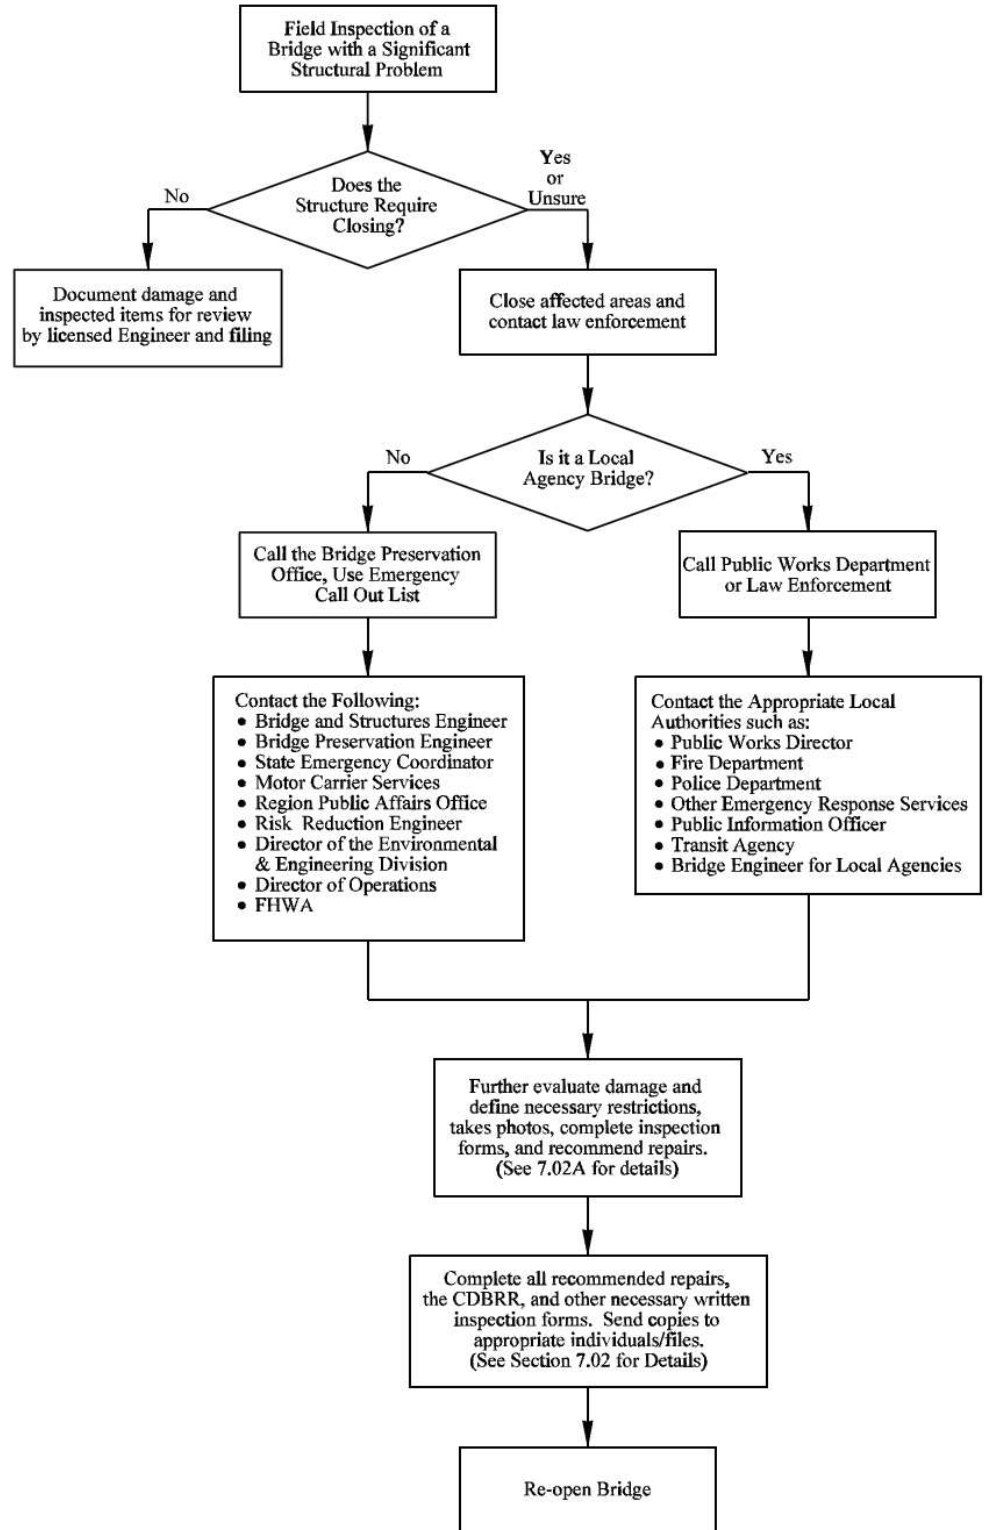 Field Inspection of a
Bridge with a Significant
Structural Problem
Does the
Structure Require
Closing?
No
Yes
or
Unsure
Document damage and
inspected items for review
by licensed Engineer and filing
Close affected areas and
contact law enforcement
Is it a Local
Agency Bridge?
No
Yes
Call the Bridge Preservation
Office, Use Emergency
Call Out List
Call Public Works Department
or Law Enforcement
Contact the Following:
• Bridge and Structures Engineer
• Bridge Preservation Engineer
• State Emergency Coordinator
• Motor Carrier Services
• Region Public Affairs Office
• Risk Reduction Engineer
• Director of the Environmental
& Engineering Division
• Director of Operations
• FHWA
Contact the Appropriate Local
Authorities such as:
• Public Works Director
• Fire Department
• Police Department
• Other Emergency Response Services
• Public Information Officer
• Transit Agency
• Bridge Engineer for Local Agencies
Further evaluate damage and
define necessary restrictions,
takes photos, complete inspection
forms, and recommend repairs.
(See 7.02A for details)
Complete all recommended repairs,
the CDBRR, and other necessary written
inspection forms. Send copies to
appropriate individuals/files.
(See Section 7.02 for Details)
Re-open Bridge